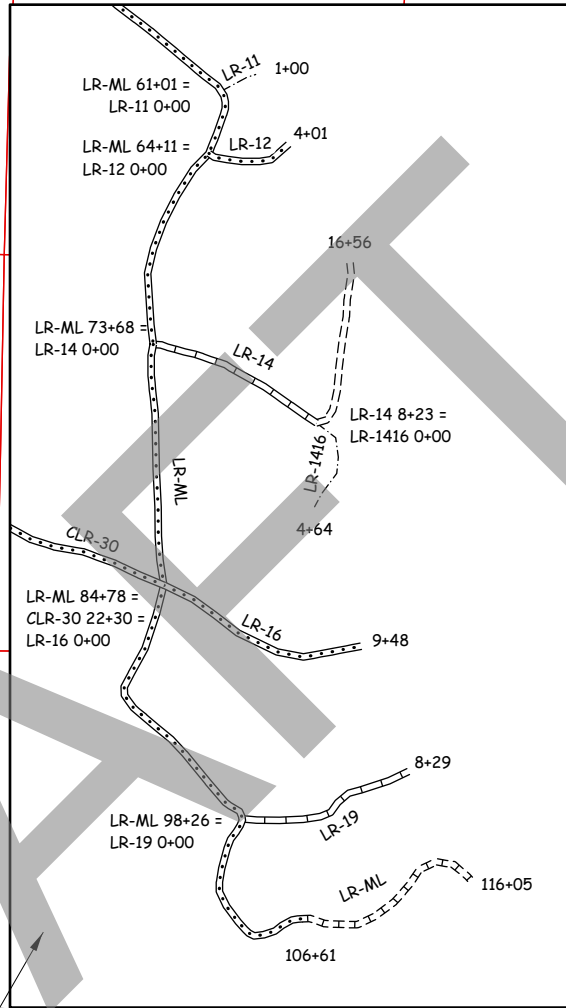 LR-11
1+00
LR-ML 61+01 =
LR-11 0+00
LR-ML 64+11 =
LR-12 0+00
LR-12
4+01
16+56
LR-ML 73+68 =
LR-14 0+00
LR-14
LR-14 8+23 =
LR-1416 0+00
LR-1416
LR-ML
4+64
CLR-30
LR-ML 84+78 =
CLR-30 22+30 =
LR-16 0+00
LR-16
9+48
8+29
LR-ML 98+26 =
LR-19 0+00
LR-19
LR-ML
116+05
106+61